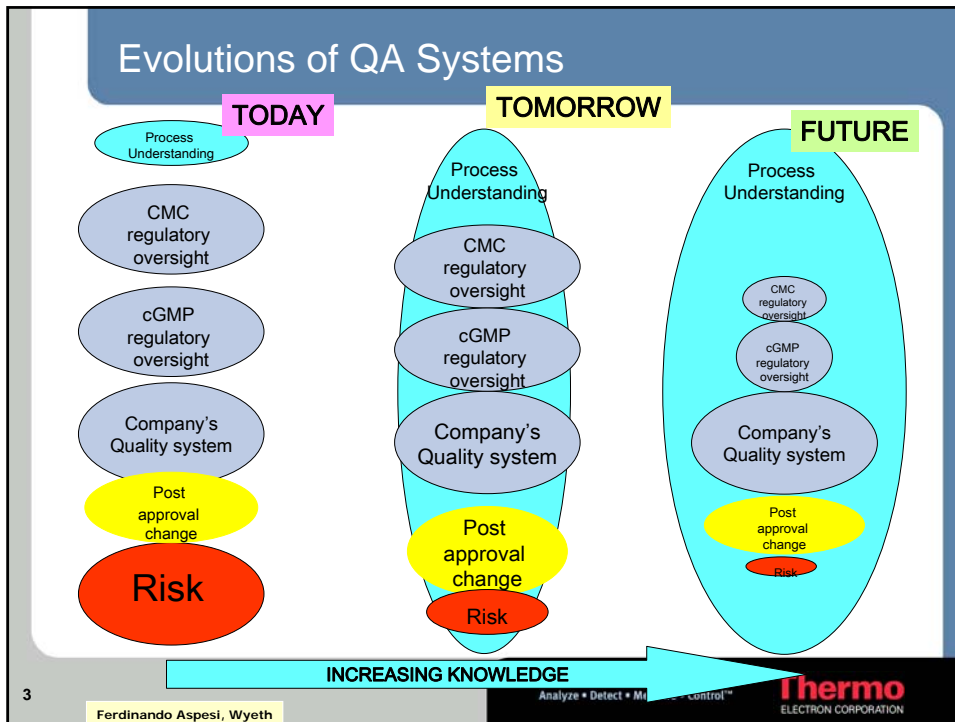 Evolutions of QA Systems
TODAY
Process
Understanding
CMC
regulatory
oversight
cGMP
regulatory
oversight
Company's
Quality system
Post
approval
change
Risk
TOMORROW
Process
Understanding
CMC
regulatory
oversight
cGMP
regulatory
oversight
Company's
Quality system
Post
approval
change
Risk
FUTURE
Process
Understanding
CMC
regulatory
oversight
cGMP
regulatory
oversight
Company's
Quality system
Post
approval
change
Risk
INCREASING KNOWLEDGE
3
Ferdinando Aspesi, Wyeth
Analyze • Detect • • Control™
Thermo
ELECTRON CORPORATION